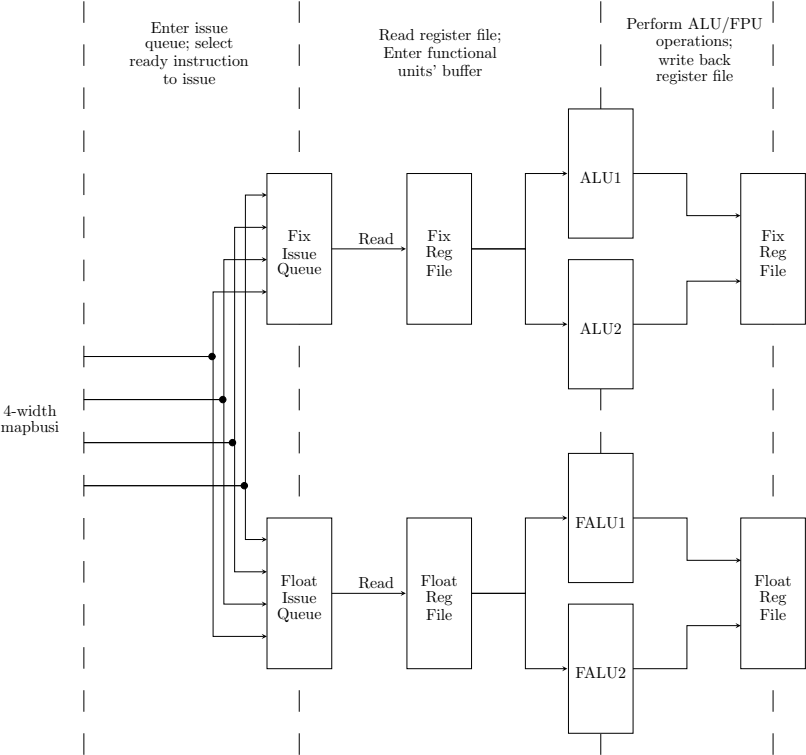 Enter issue
queue; select
ready instruction
to issue
Read register file;
Enter functional
units' buffer
Perform ALU/FPU
operations;
write back
register file
ALU1
Fix
Issue
Queue
Read
Fix
Reg
File
Fix
Reg
File
ALU2
4-width
mapbusi
FALU1
Float
Issue
Queue
Read
Float
Reg
File
Float
Reg
File
FALU2